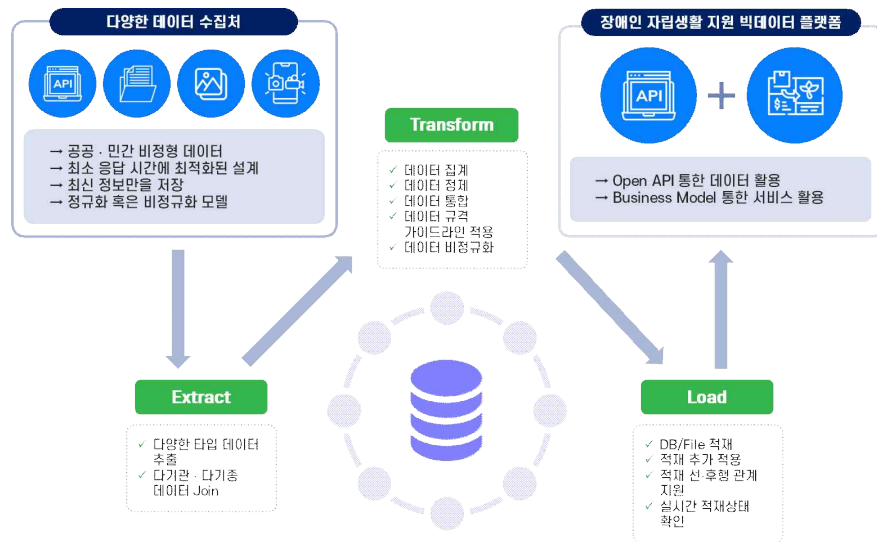 다양한 데이터 수집처
API
→ 공공 · 민간 비정형 데이터
→ 최소 응답 시간에 최적화된 설계
→ 최신 정보만을 저장
→ 정규화 혹은 비정규화 모델
장애인 자립생활 지원 빅데이터 플랫폼
API
+
→ Open API 통한 데이터 활용
→ Business Model 통한 서비스 활용
Transform
✓ 데이터 집계
✓ 데이터 정제
✓ 데이터 통합
✓ 데이터 규격
가이드라인 적용
✓ 데이터 비정규화
Extract
✓ 다양한 타입 데이터
추출
✓ 다기관 · 다기종
데이터 Join
Load
✓ DB/File 적재
✓ 적재 추가 적용
✓ 적재 선·후행 관계
지원
✓ 실시간 적재상태
확인